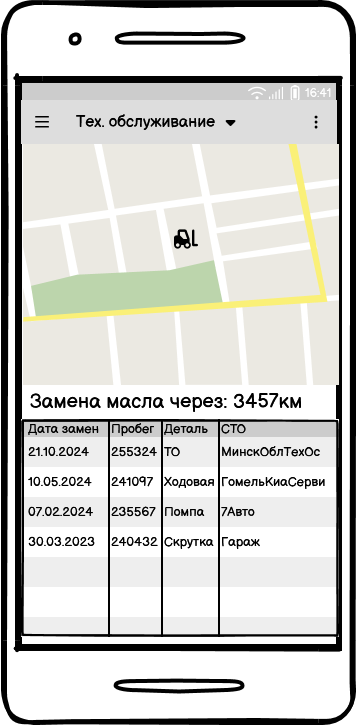 16:41
Тех. обслуживание
Замена масла через: 3457км
Дата замен Пробег Деталь СТО
21.10.2024 255324 ТО МинскОблТехОс
10.05.2024 241097 Ходовая ГомельКиаСерви
07.02.2024 235567 Помпа 7Авто
30.03.2023 240432 Скрутка Гараж